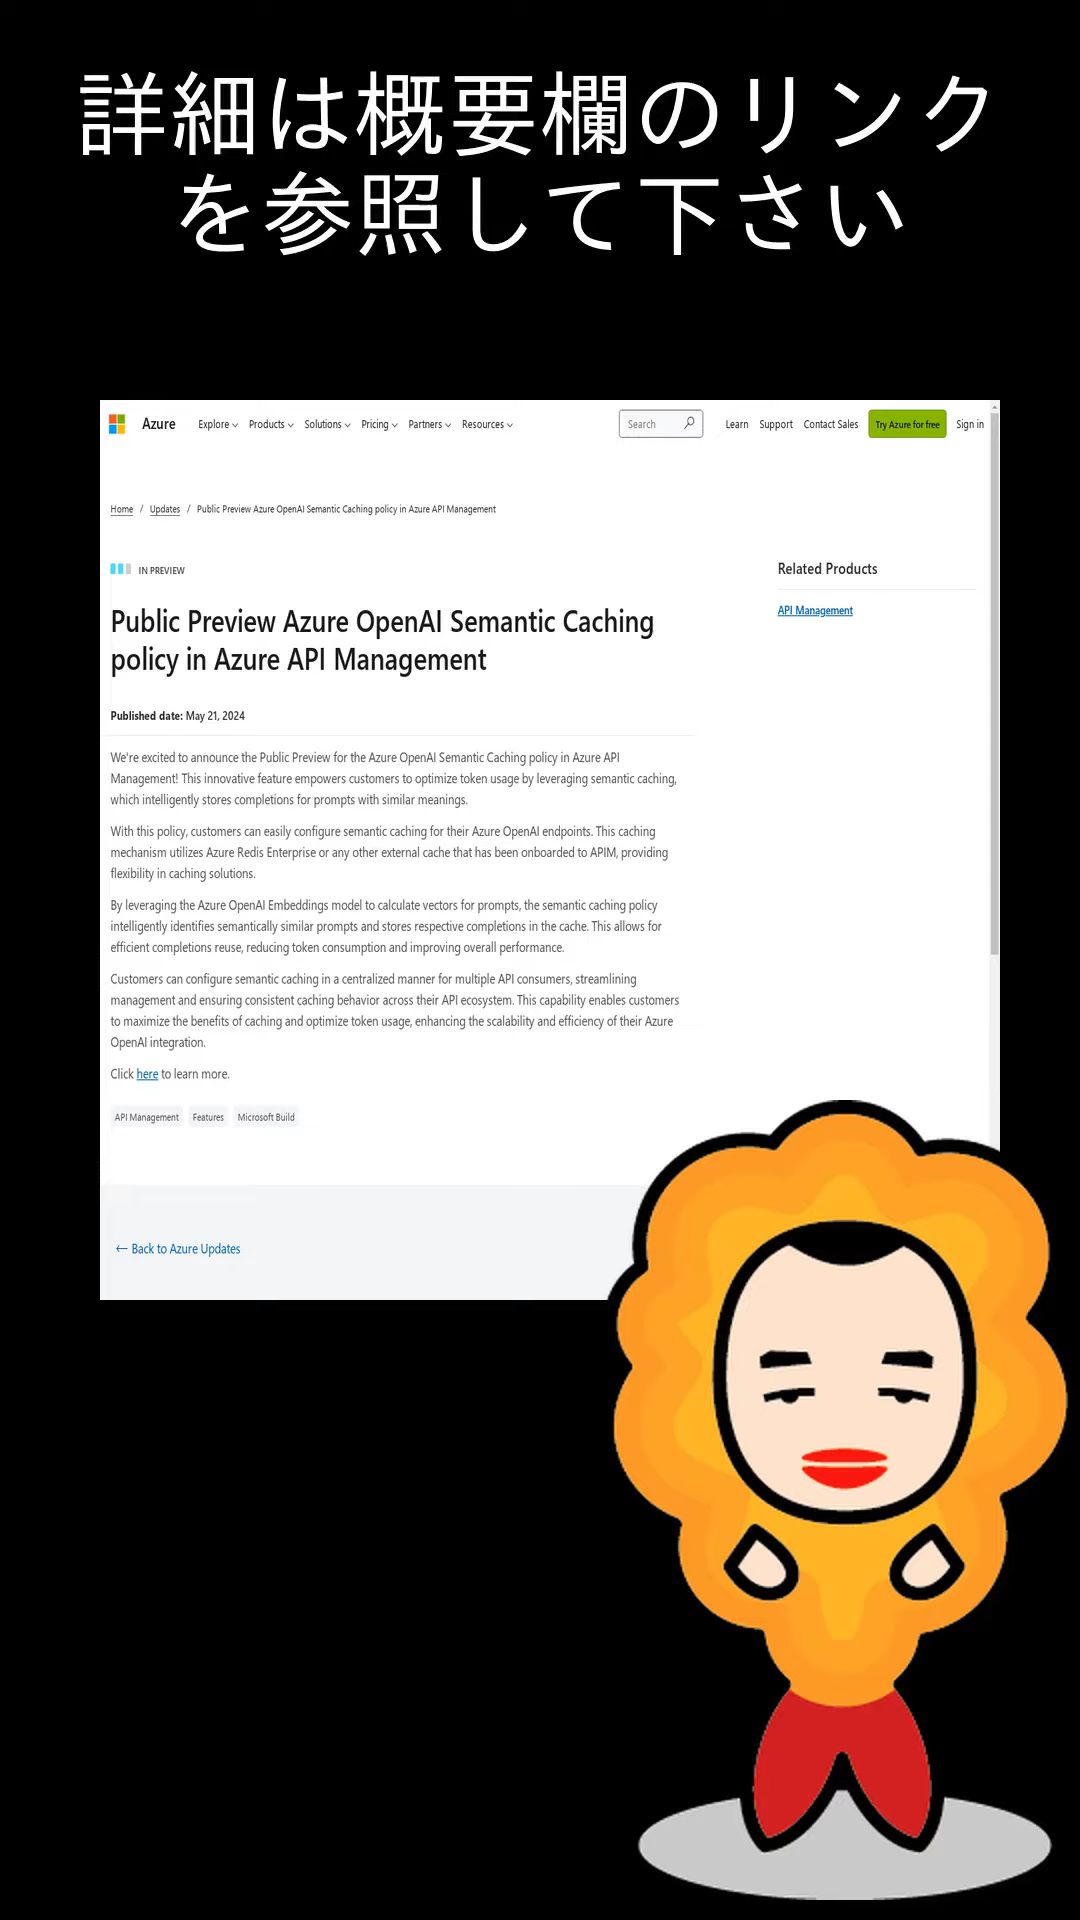 詳細は概要欄のリンク
を参照して下さい
Azure Explore Products Solutions Pricing Partners Resources Search Learn Support Contact Sales Try Azure for free Sign in
Home / Updates / Public Preview Azure OpenAI Semantic Caching policy in Azure API Management
IN PREVIEW
Public Preview Azure OpenAI Semantic Caching
policy in Azure API Management
Published date: May 21, 2024
We're excited to announce the Public Preview for the Azure OpenAI Semantic Caching policy in Azure API
Management! This innovative feature empowers customers to optimize token usage by leveraging semantic caching,
which intelligently stores completions for prompts with similar meanings.
With this policy, customers can easily configure semantic caching for their Azure OpenAI endpoints. This caching
mechanism utilizes Azure Redis Enterprise or any other external cache that has been onboarded to APIM, providing
flexibility in caching solutions.
By leveraging the Azure OpenAI Embeddings model to calculate vectors for prompts, the semantic caching policy
intelligently identifies semantically similar prompts and stores respective completions in the cache. This allows for
efficient completions reuse, reducing token consumption and improving overall performance.
Customers can configure semantic caching in a centralized manner for multiple API consumers, streamlining
management and ensuring consistent caching behavior across their API ecosystem. This capability enables customers
to maximize the benefits of caching and optimize token usage, enhancing the scalability and efficiency of their Azure
OpenAI integration.
Click here to learn more.
API Management Features Microsoft Build
Related Products
API Management
← Back to Azure Updates